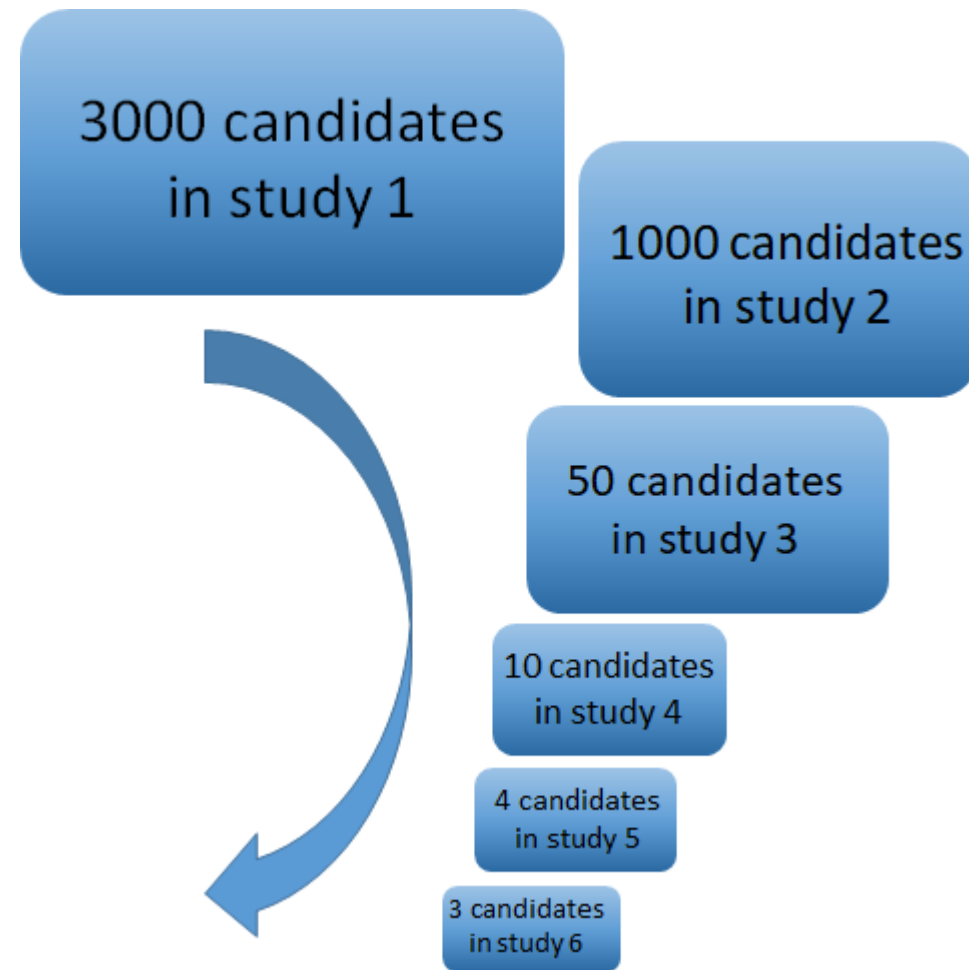 3000 candidates
in study 1
1000 candidates
in study 2
50 candidates
in study 3
10 candidates
in study 4
4 candidates
in study 5
3 candidates
in study 6